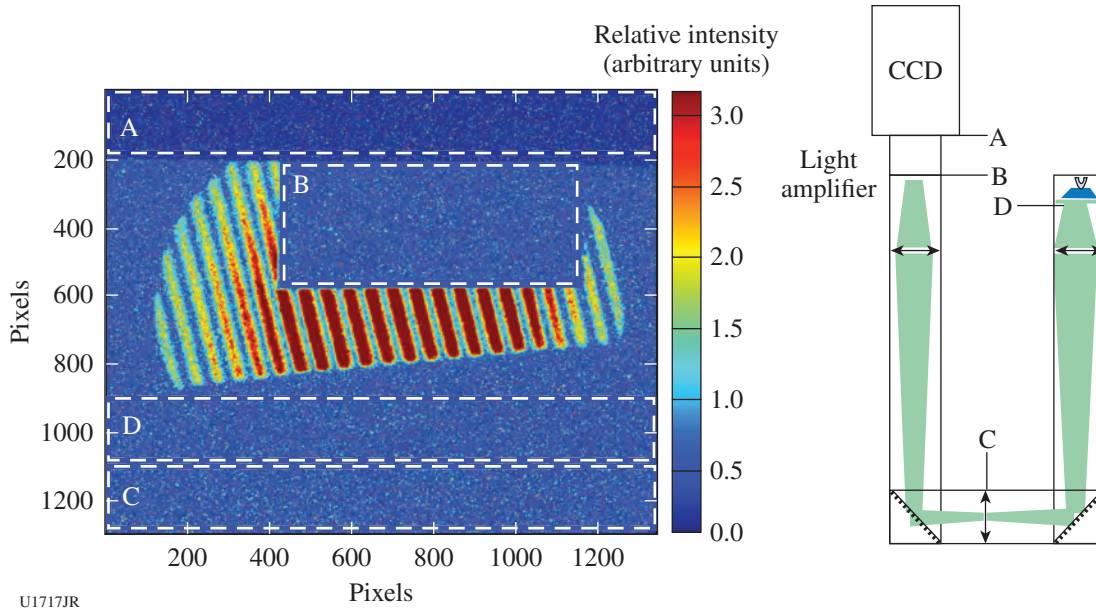 Relative intensity
(arbitrary units)
3.0
2.5
2.0
1.5
1.0
0.5
0.0
A
B
D
C
200
400
600
800
1000
1200
Pixels
200 400 600 800 1000 1200
Pixels
U1717JR
CCD
A
Light
amplifier
B
D
C